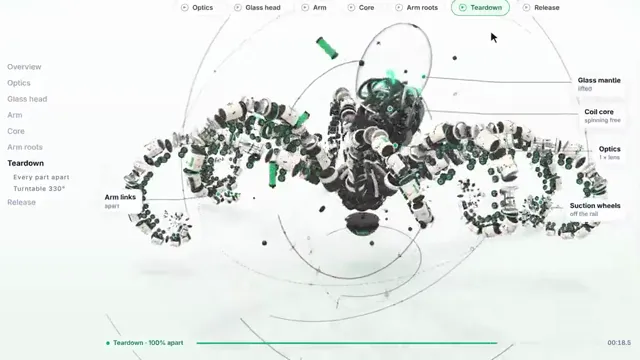 Optics
Glass head
Arm
Core
Arm roots
Teardown
Release
Overview
Optics
Glass head
Arm
Core
Arm roots
Teardown
Every part apart
Turntable 330°
Release
Glass mantle
lifted
Coil core
spinning free
Optics
1 × lens
Arm links
apart
Suction wheels
off the rail
Teardown · 100% apart
00:18.5